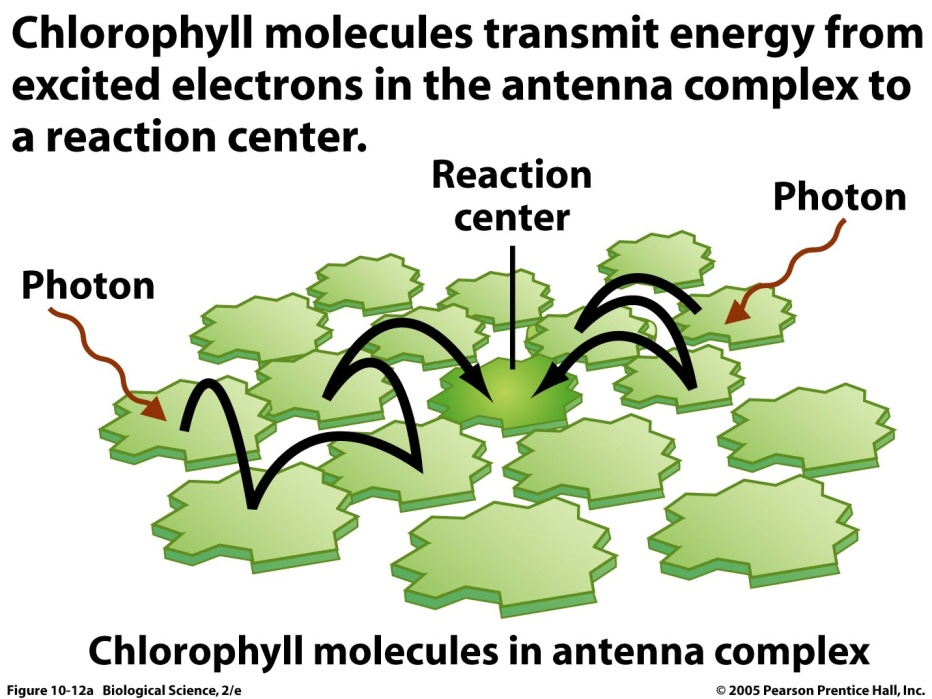 Chlorophyll molecules transmit energy from
excited electrons in the antenna complex to
a reaction center.
Reaction
center
Photon
Photon
Chlorophyll molecules in antenna complex
Figure 10-12a Biological Science, 2/e
© 2005 Pearson Prentice Hall, Inc.